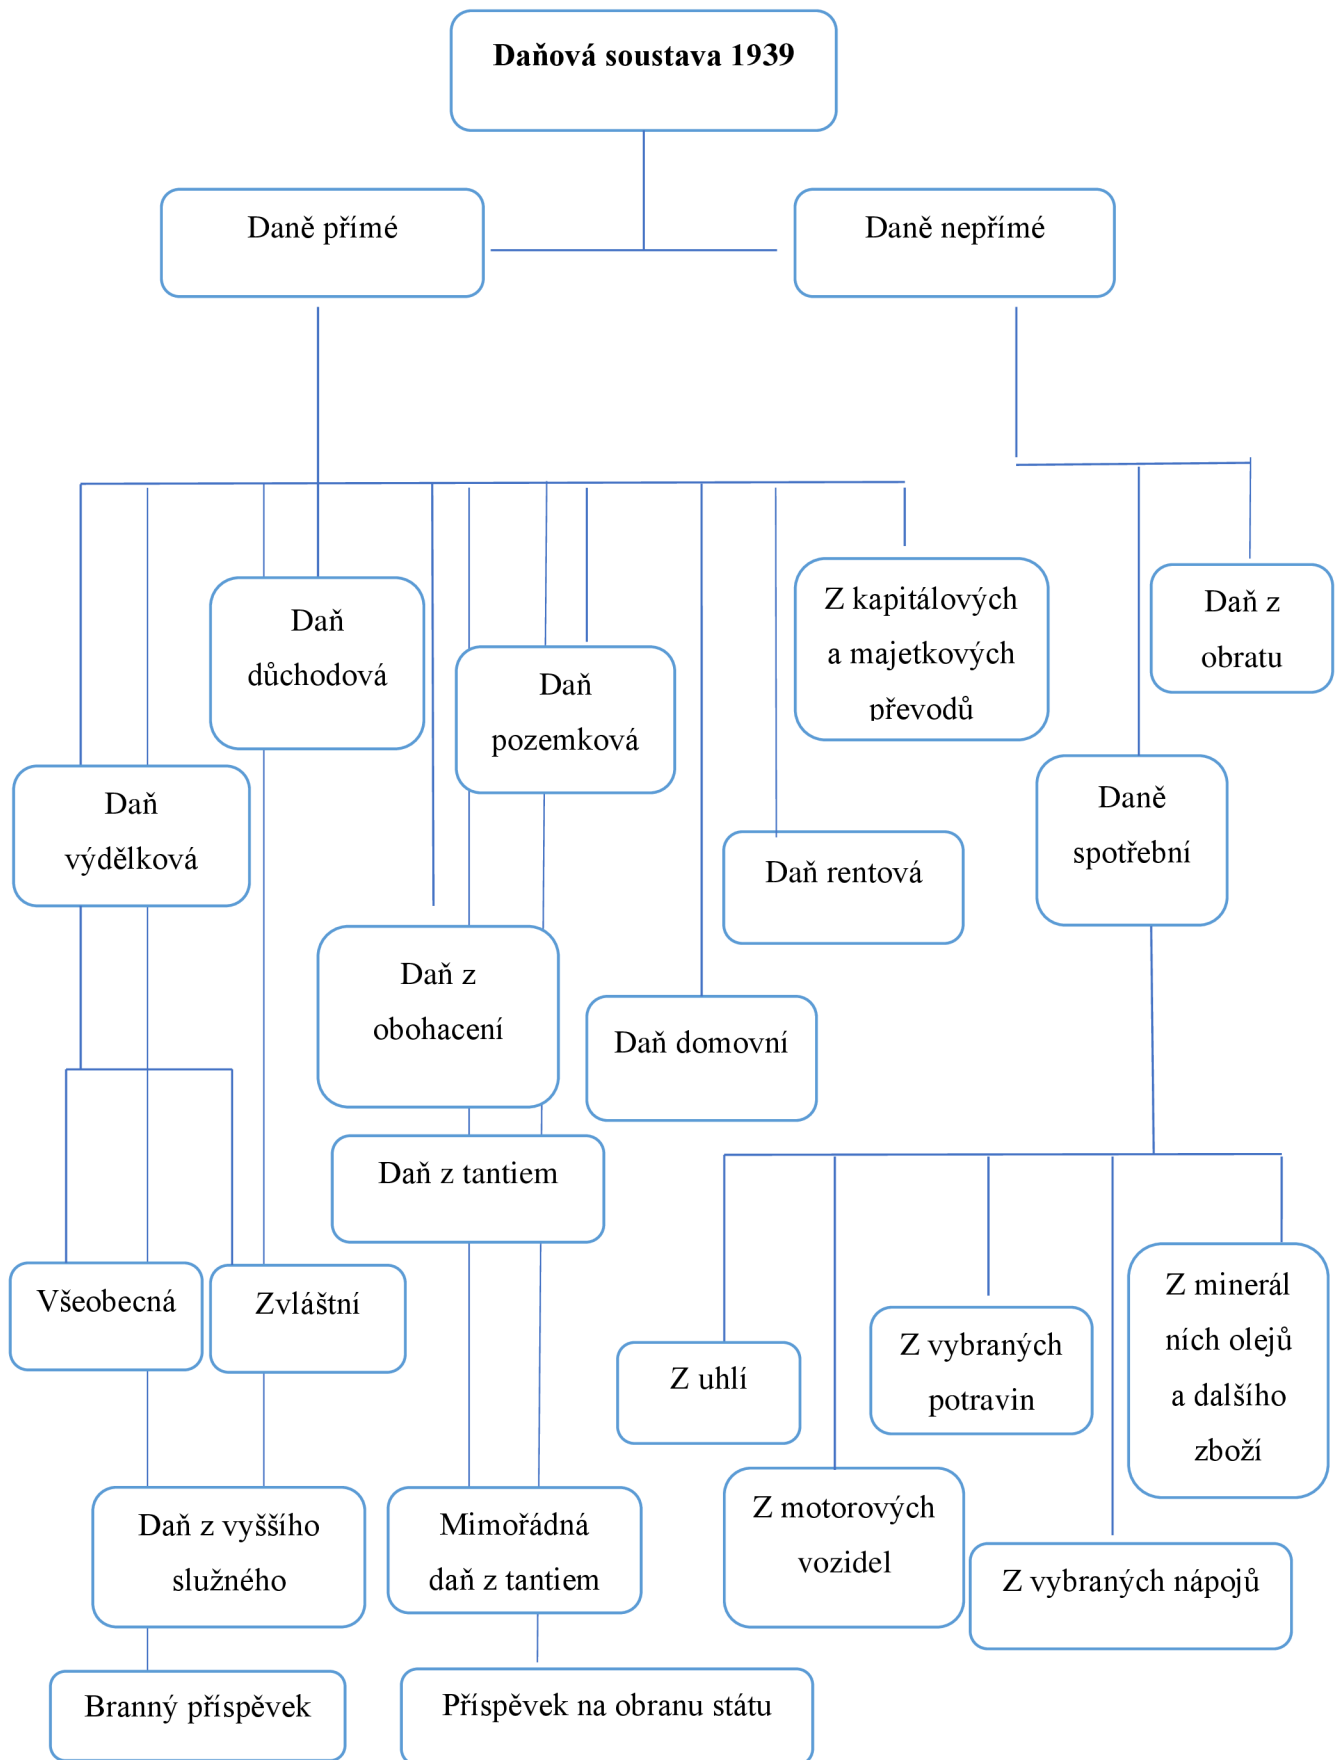 Daňová soustava 1939
Daně přímé
Daně nepřímé
Daň
důchodová
Daň
pozemková
Z kapitálových
a majetkových
převodů
Daň z
obratu
Daň
výdělková
Daň rentová
Daně
spotřební
Daň z
obohacení
Daň domovní
Daň z tantiem
Všeobecná
Zvláštní
Z uhlí
Z vybraných
potravin
Z minerál
ních olejů
a dalšího
zboží
Daň z vyššího
služného
Mimořádná
daň z tantiem
Z motorových
vozidel
Z vybraných nápojů
Branný příspěvek
Příspěvek na obranu státu